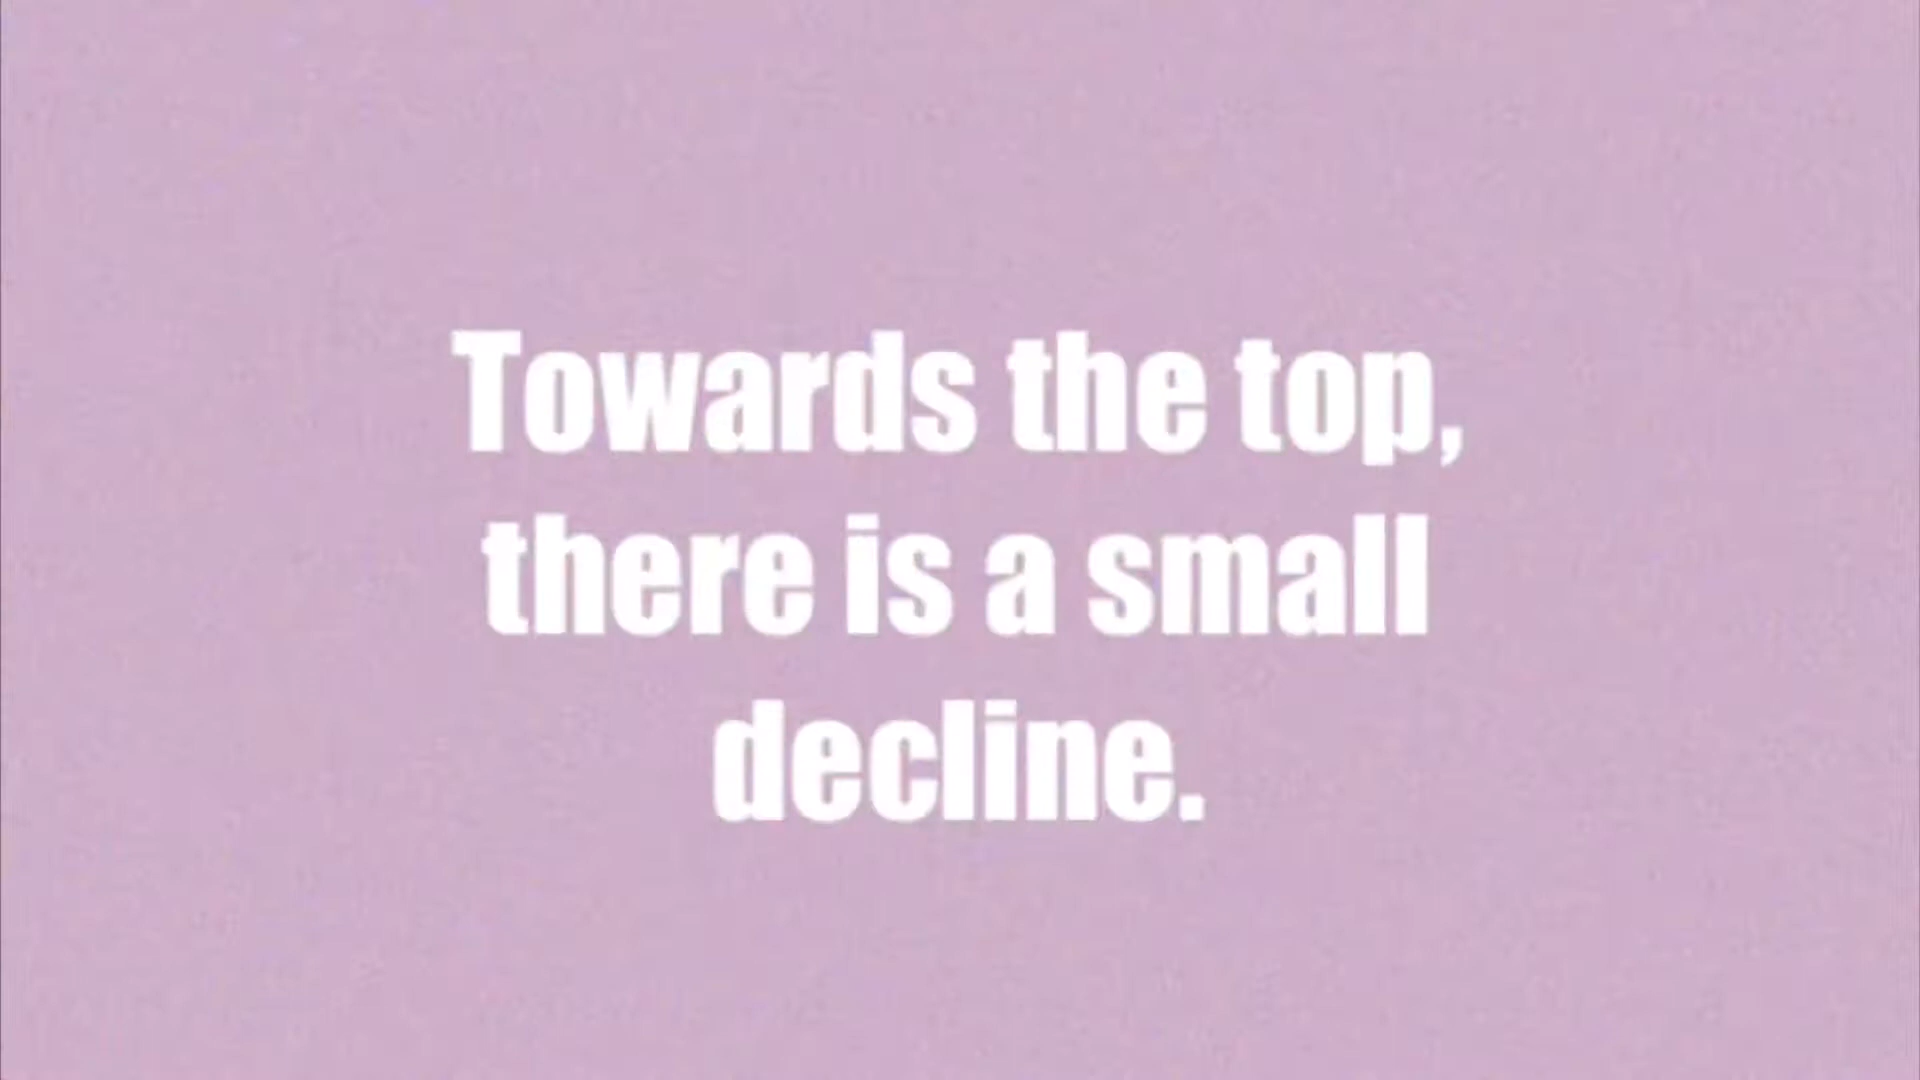 Towards the top,
there is a small
decline.